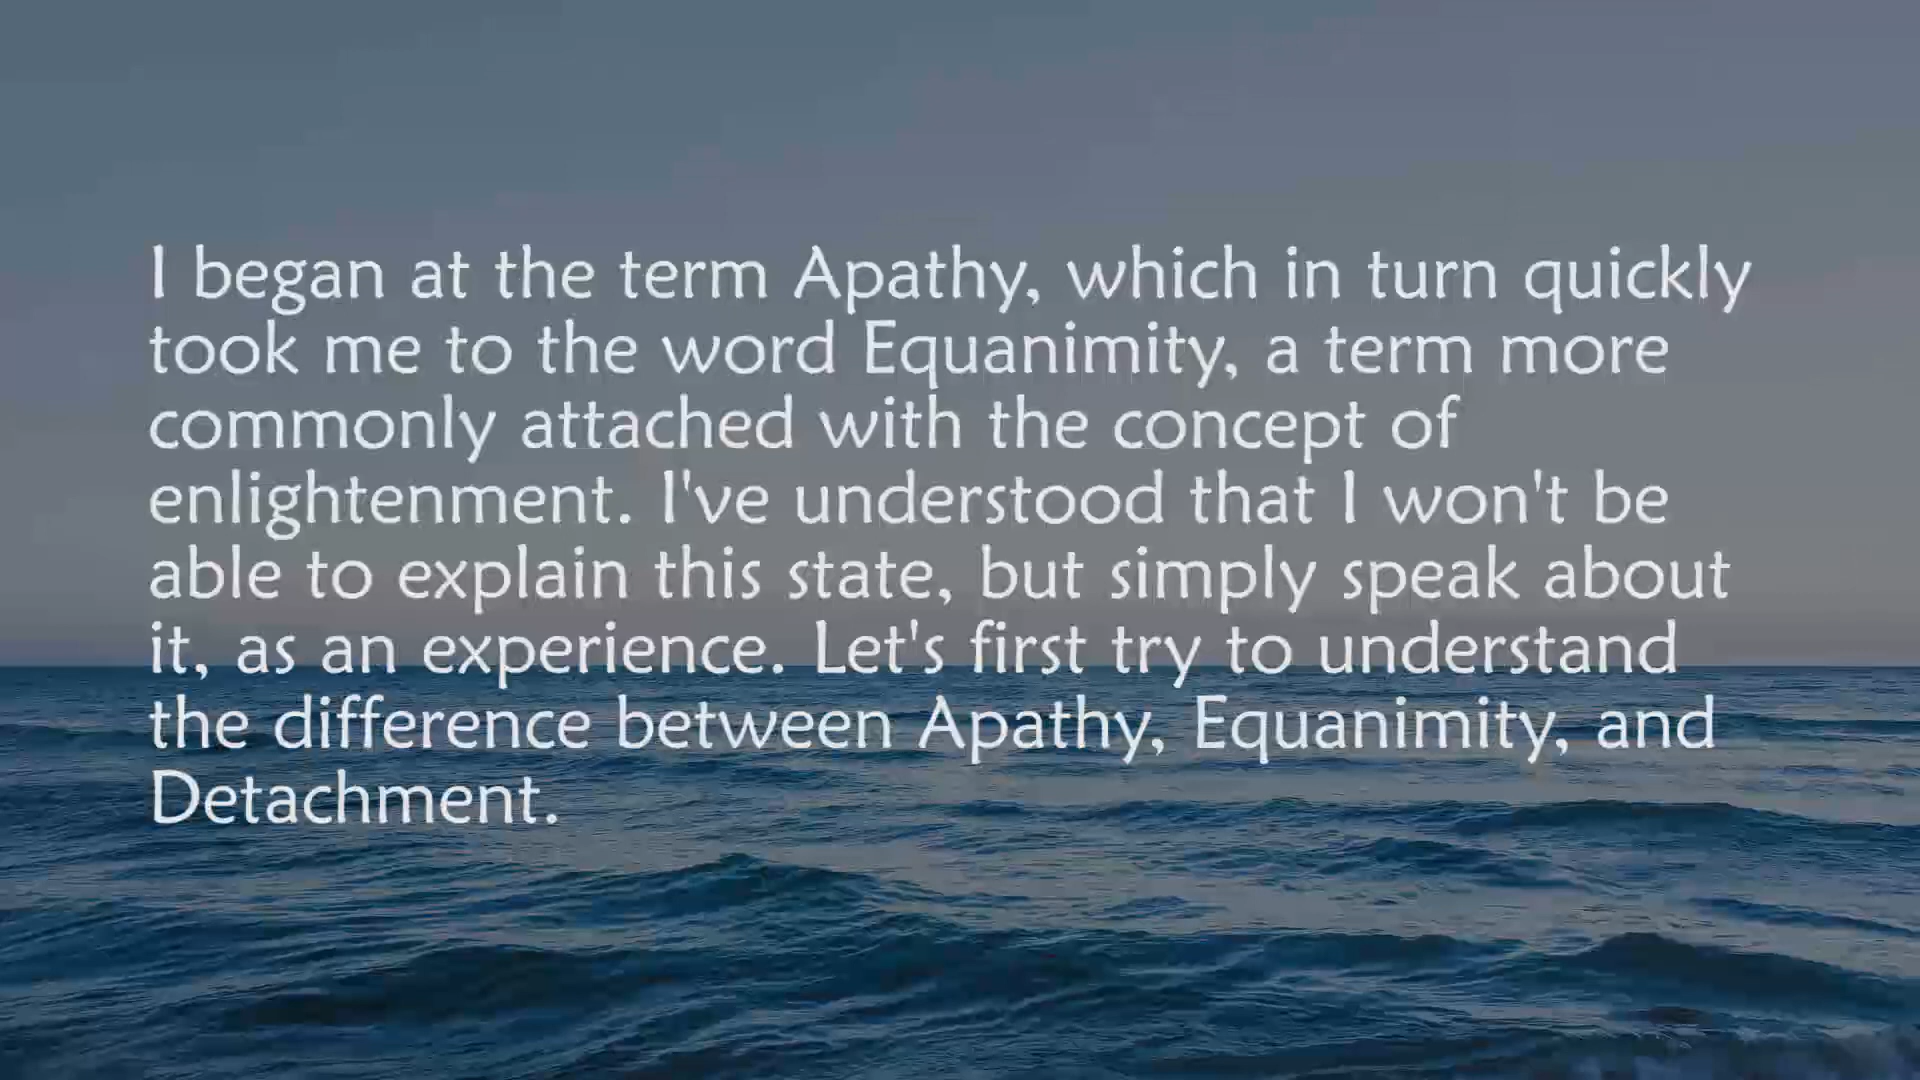 I began at the term Apathy, which in turn quickly
took me to the word Equanimity, a term more
commonly attached with the concept of
enlightenment. I've understood that I won't be
able to explain this state, but simply speak about
it, as an experience. Let's first try to understand
the difference between Apathy, Equanimity, and
Detachment.